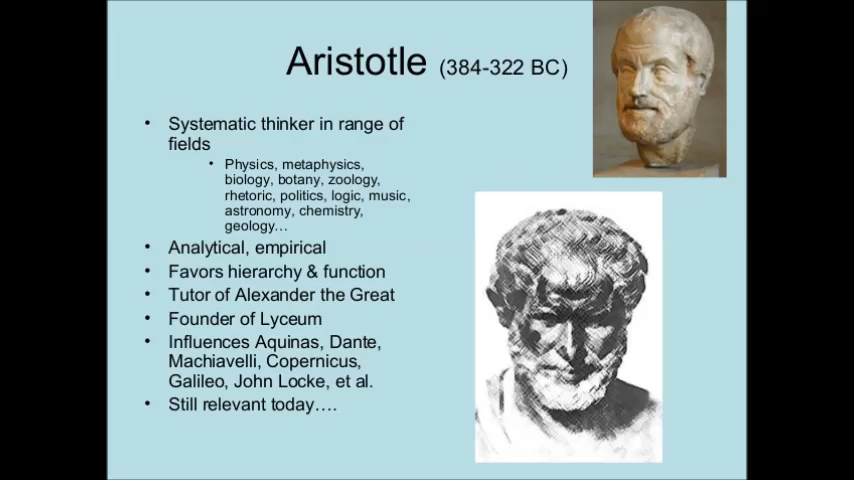 Aristotle (384-322 BC)
• Systematic thinker in range of
fields
• Physics, metaphysics,
biology, botany, zoology,
rhetoric, politics, logic, music,
astronomy, chemistry,
geology…
• Analytical, empirical
• Favors hierarchy & function
• Tutor of Alexander the Great
• Founder of Lyceum
• Influences Aquinas, Dante,
Machiavelli, Copernicus,
Galileo, John Locke, et al.
• Still relevant today….